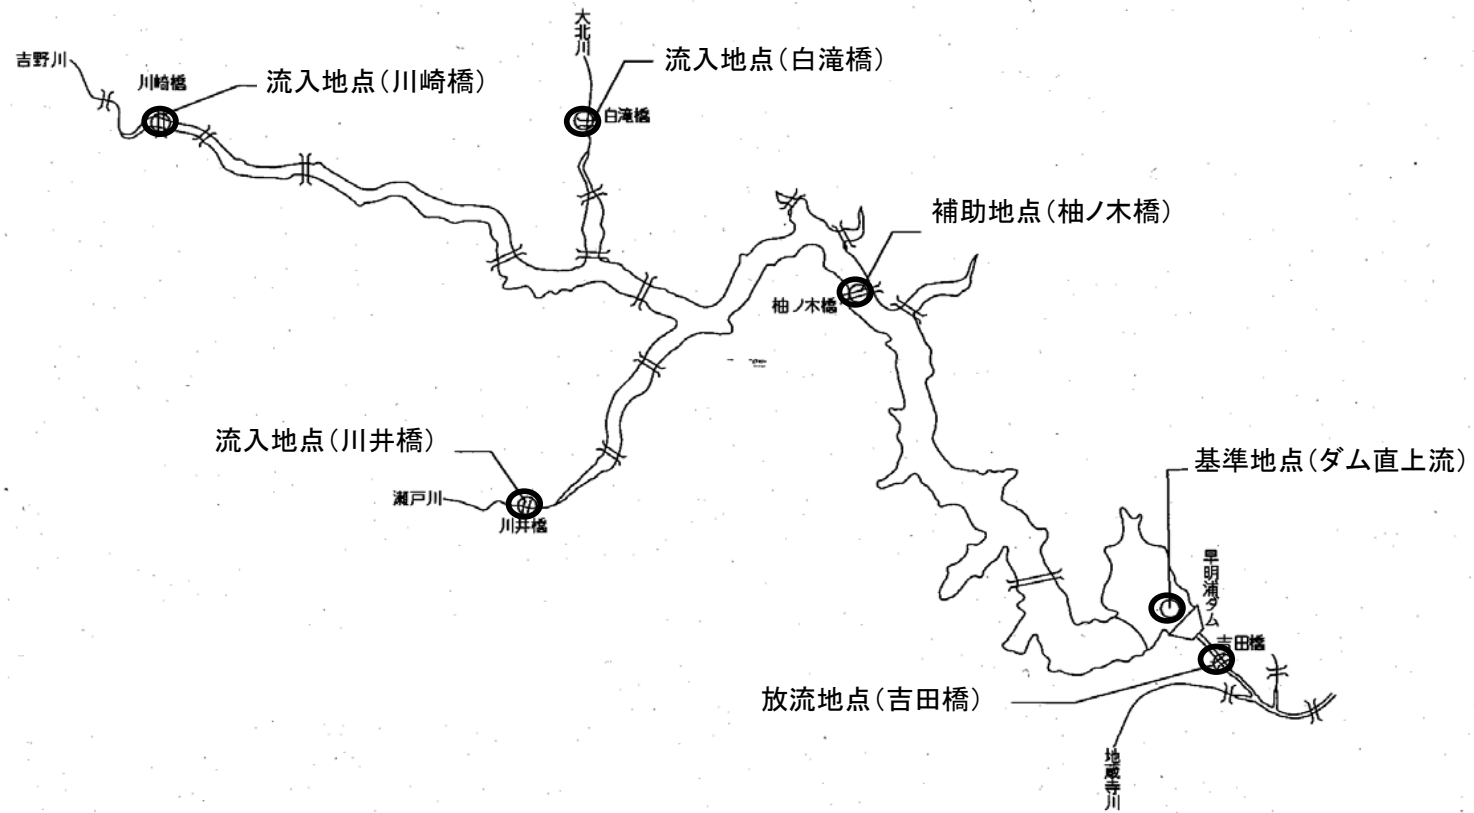 大北川
吉野川
川崎橋
流入地点(川崎橋)
流入地点(白滝橋)
白滝橋
補助地点(柚ノ木橋)
柚ノ木橋
流入地点(川井橋)
瀬戸川
川井橋
基準地点(ダム直上流)
早明浦ダム
吉田橋
放流地点(吉田橋)
地蔵寺川